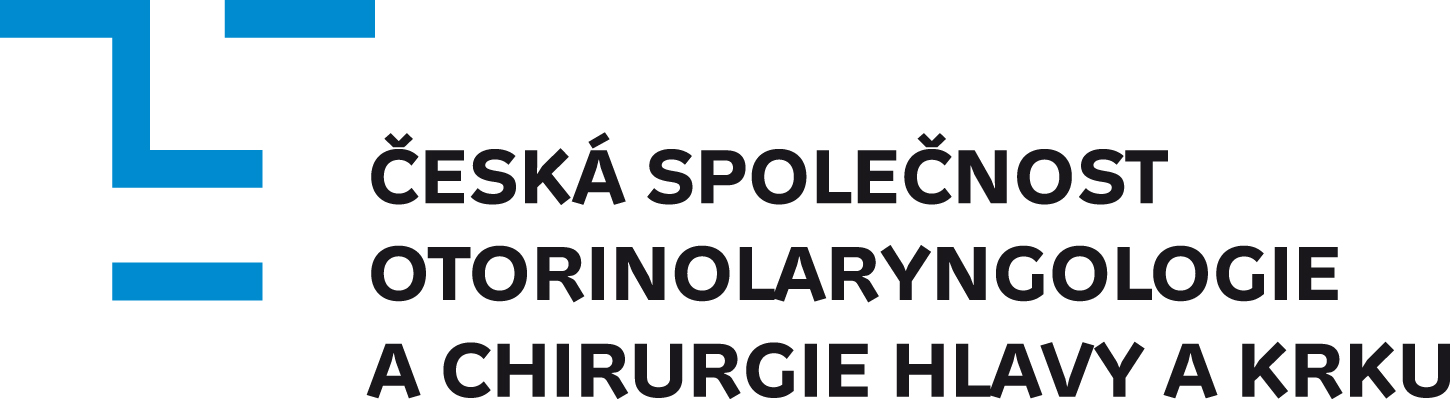 ČESKÁ SPOLEČNOST
OTORINOLARYNGOLOGIE
A CHIRURGIE HLAVY A KRKU